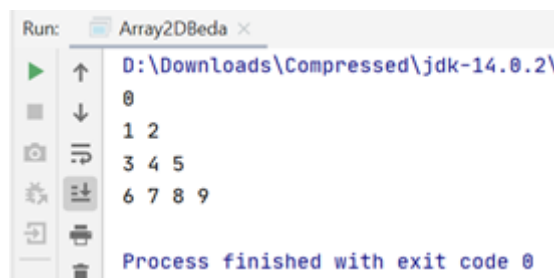 Run: Array2DBeda
D:\Downloads\Compressed\jdk-14.0.2\
0
1 2
3 4 5
6 7 8 9
Process finished with exit code 0